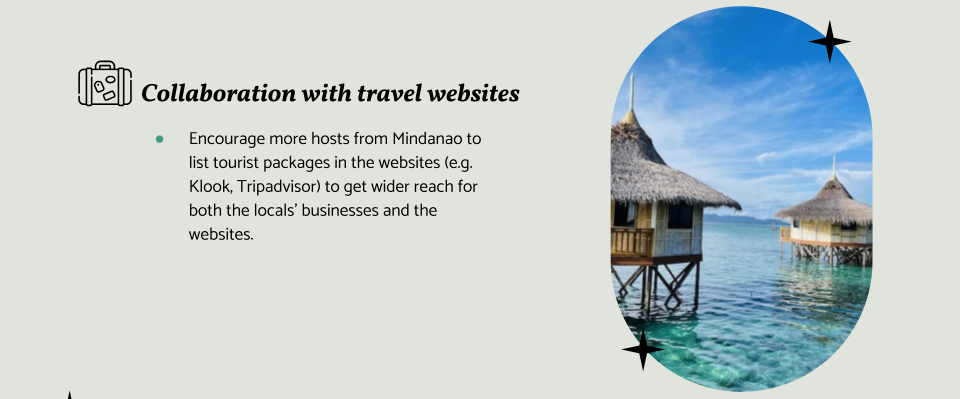 Collaboration with travel websites
Encourage more hosts from Mindanao to
list tourist packages in the websites (e.g.
Klook, Tripadvisor) to get wider reach for
both the locals’ businesses and the
websites.